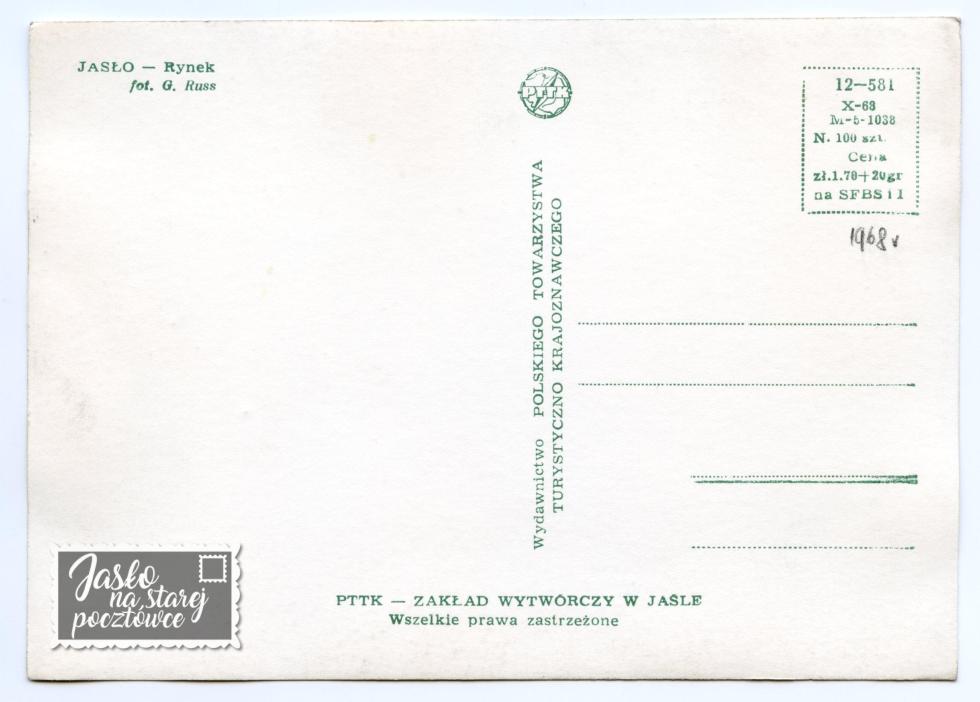 JASŁO — Rynek
fot. G. Russ
PTTK
12—581
X-68
M-5-1038
N. 100 szt.
Cena
zł.1.70+20gr
na SFBS i I
1968 r
Wydawnictwo POLSKIEGO TOWARZYSTWA
TURYSTYCZNO KRAJOZNAWCZEGO
PTTK — ZAKŁAD WYTWÓRCZY W JAŚLE
Wszelkie prawa zastrzeżone
Jasło
na starej
pocztówce